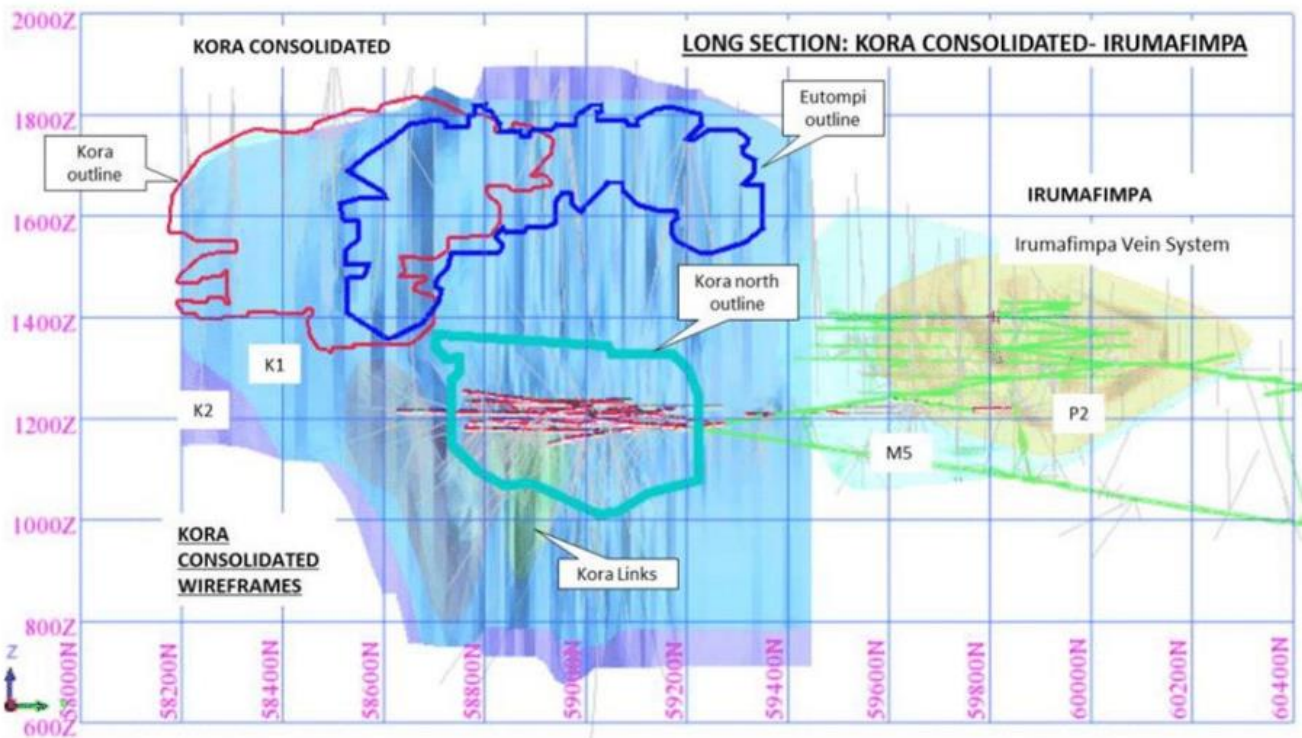 2000Z
KORA CONSOLIDATED
LONG SECTION: KORA CONSOLIDATED- IRUMAFIMPA
Eutompi
outline
1800Z
Kora
outline
IRUMAFIMPA
1600Z
Irumafimpa Vein System
Kora north
outline
1400Z
K1
K2
P2
1200Z
M5
1000Z
KORA
CONSOLIDATED
WIREFRAMES
Kora Links
800Z
Z
600Z
58000N
58200N
58400N
58600N
58800N
59000N
59200N
59400N
59600N
59800N
60000N
60200N
60400N